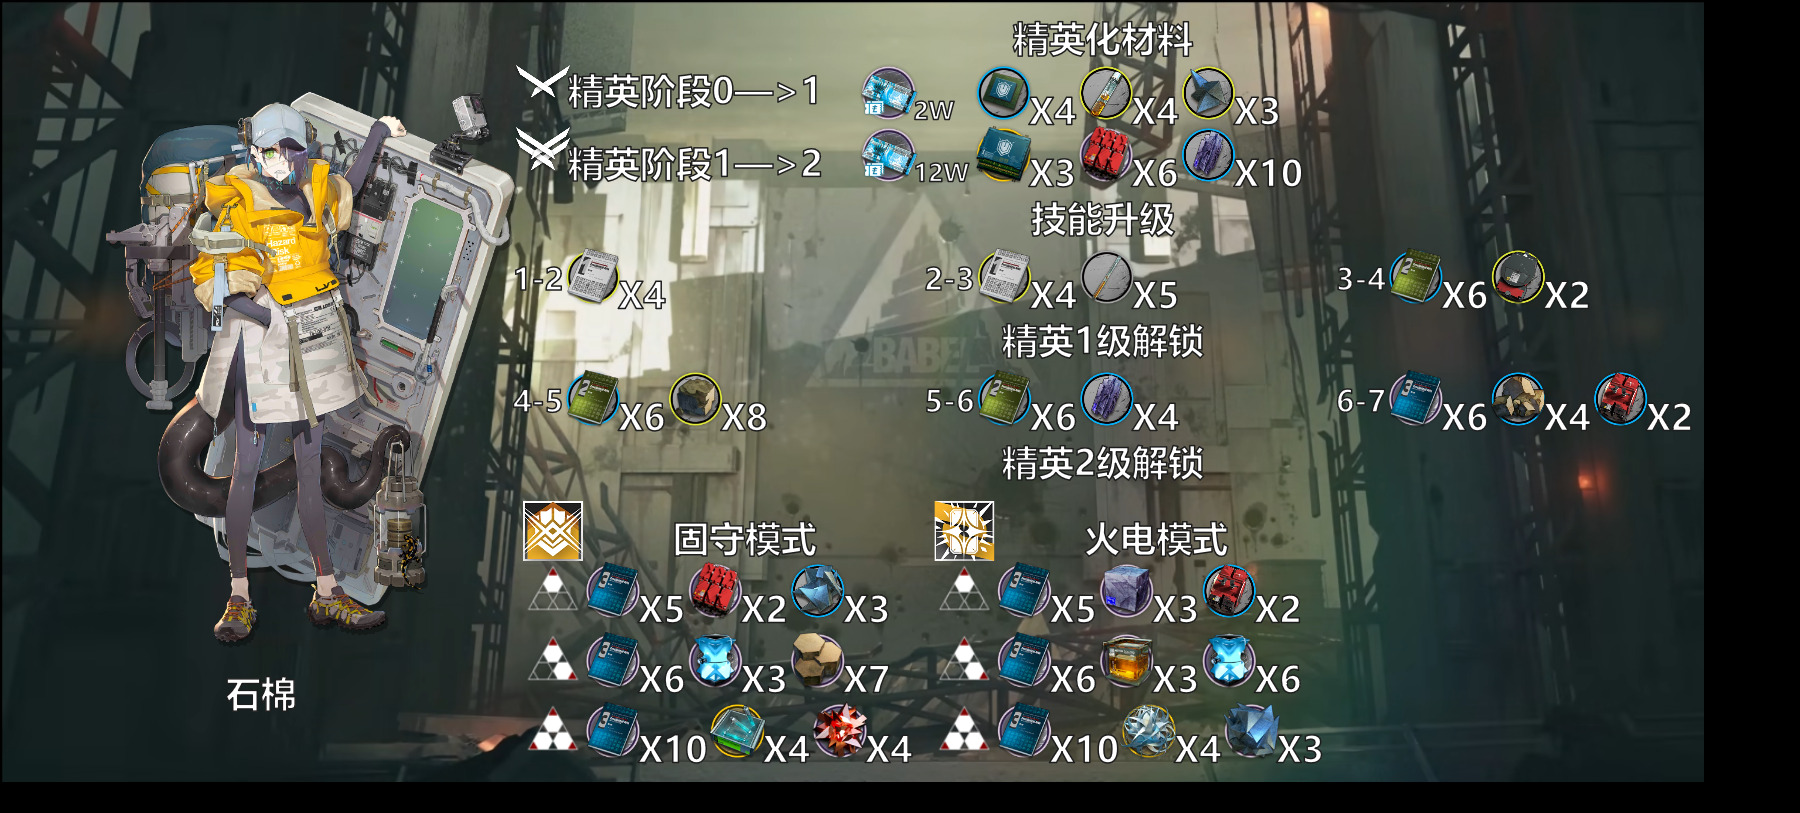 精英化材料
精英阶段0—>1 2W X4 X4 X3
精英阶段1—>2 12W X3 X6 X10
技能升级
1-2 X4 2-3 X4 X5 3-4 X6 X2
精英1级解锁
4-5 X6 X8 5-6 X6 X4 6-7 X6 X4 X2
精英2级解锁
固守模式 火电模式
X5 X2 X3 X5 X3 X2
X6 X3 X7 X6 X3 X6
X10 X4 X4 X10 X4 X3
石棉
BABEL
Hazard